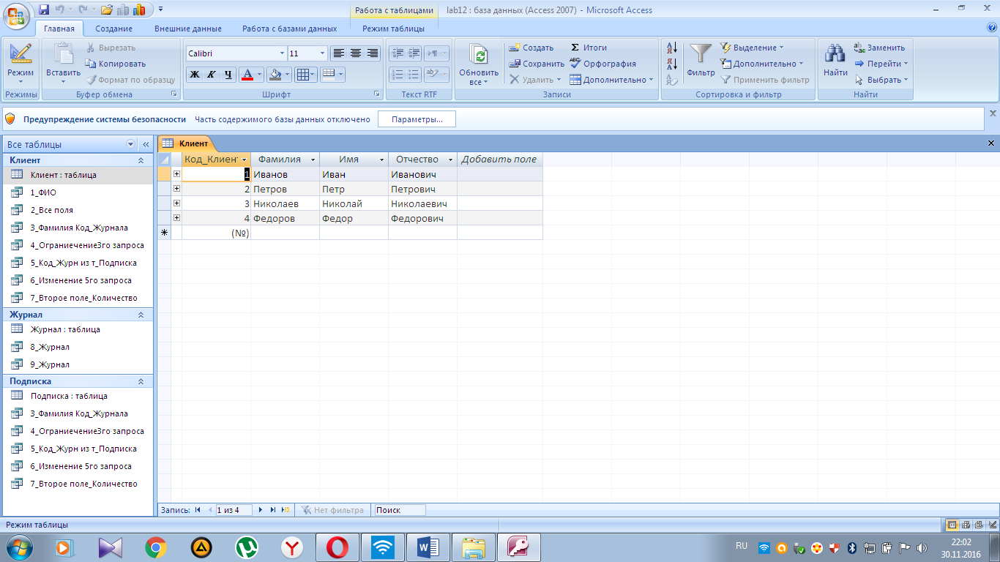 Работа с таблицами lab12 : база данных (Access 2007) - Microsoft Access
Главная Создание Внешние данные Работа с базами данных Режим таблицы
Режим
Режимы
Вставить
Вырезать
Копировать
Формат по образцу
Буфер обмена
Calibri 11
Ж К Ч А
Шрифт
Текст RTF
Обновить все
Создать
Сохранить
Удалить
Итоги
Орфография
Дополнительно
Записи
Фильтр
Выделение
Дополнительно
Применить фильтр
Сортировка и фильтр
Найти
Заменить
Перейти
Выбрать
Найти
Предупреждение системы безопасности Часть содержимого базы данных отключено Параметры...
Все таблицы
Клиент
Клиент : таблица
1_ФИО
2_Все поля
3_Фамилия Код_Журнала
4_Ограниечение3го запроса
5_Код_Журн из т_Подписка
6_Изменение 5го запроса
7_Второе поле_Количество
Журнал
Журнал : таблица
8_Журнал
9_Журнал
Подписка
Подписка : таблица
3_Фамилия Код_Журнала
4_Ограниечение3го запроса
5_Код_Журн из т_Подписка
6_Изменение 5го запроса
7_Второе поле_Количество
Клиент
Код_Клиент Фамилия Имя Отчество Добавить поле
1 Иванов Иван Иванович
2 Петров Петр Петрович
3 Николаев Николай Николаевич
4 Федоров Федор Федорович
(№)
Запись: 1 из 4 Нет фильтра Поиск
Режим таблицы
RU 22:02
30.11.2016